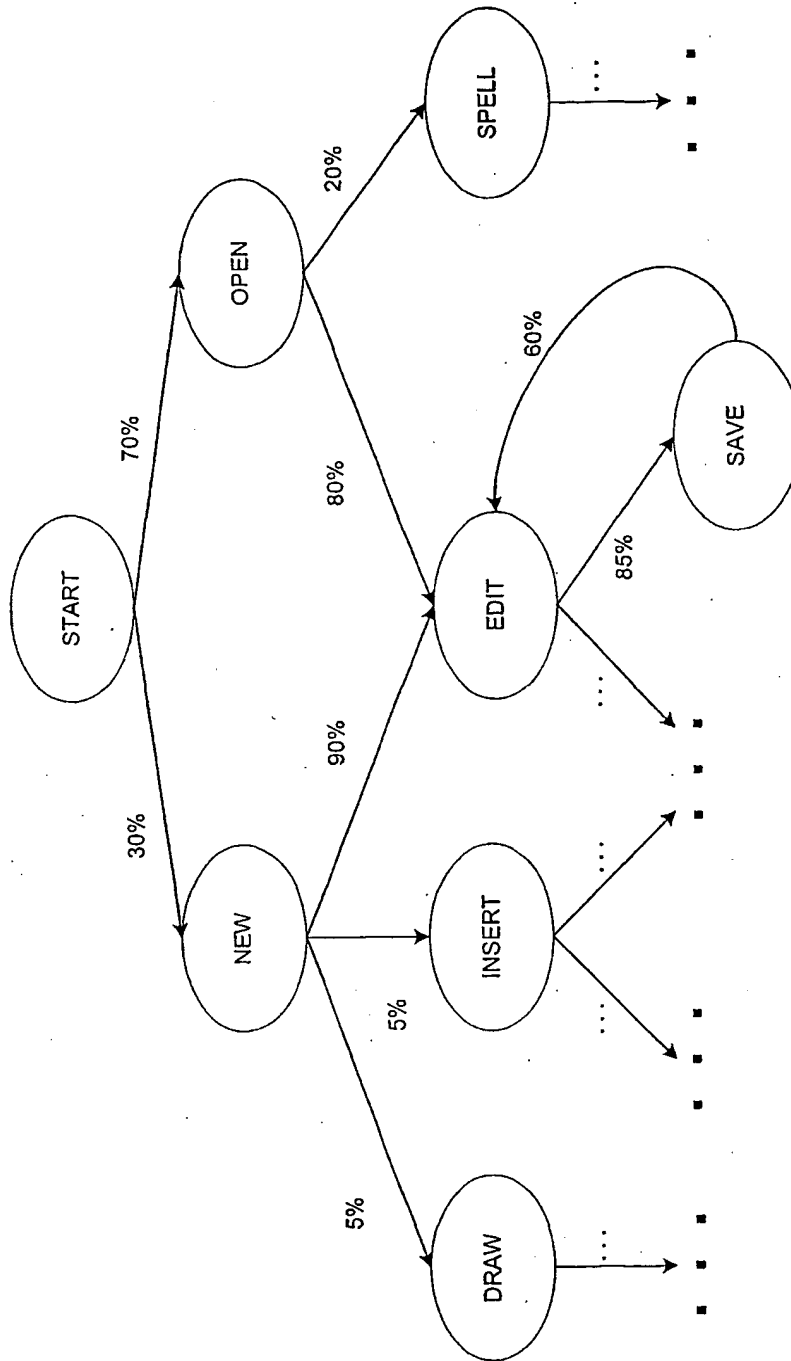 START
30%
70%
NEW
OPEN
5%
5%
90%
80%
20%
DRAW
INSERT
EDIT
SPELL
...
...
...
...
85%
60%
...
SAVE